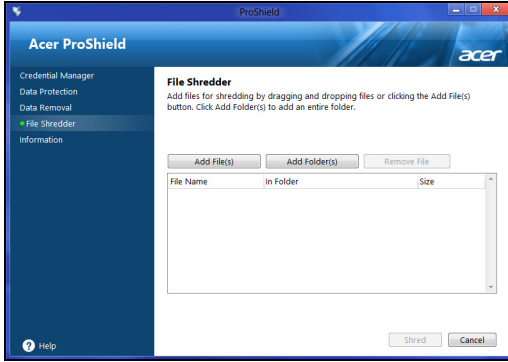 ProShield
Acer ProShield
acer
Credential Manager
Data Protection
Data Removal
File Shredder
Information
File Shredder
Add files for shredding by dragging and dropping files or clicking the Add File(s)
button. Click Add Folder(s) to add an entire folder.
Add File(s) Add Folder(s) Remove File
File Name In Folder Size
Shred Cancel
? Help